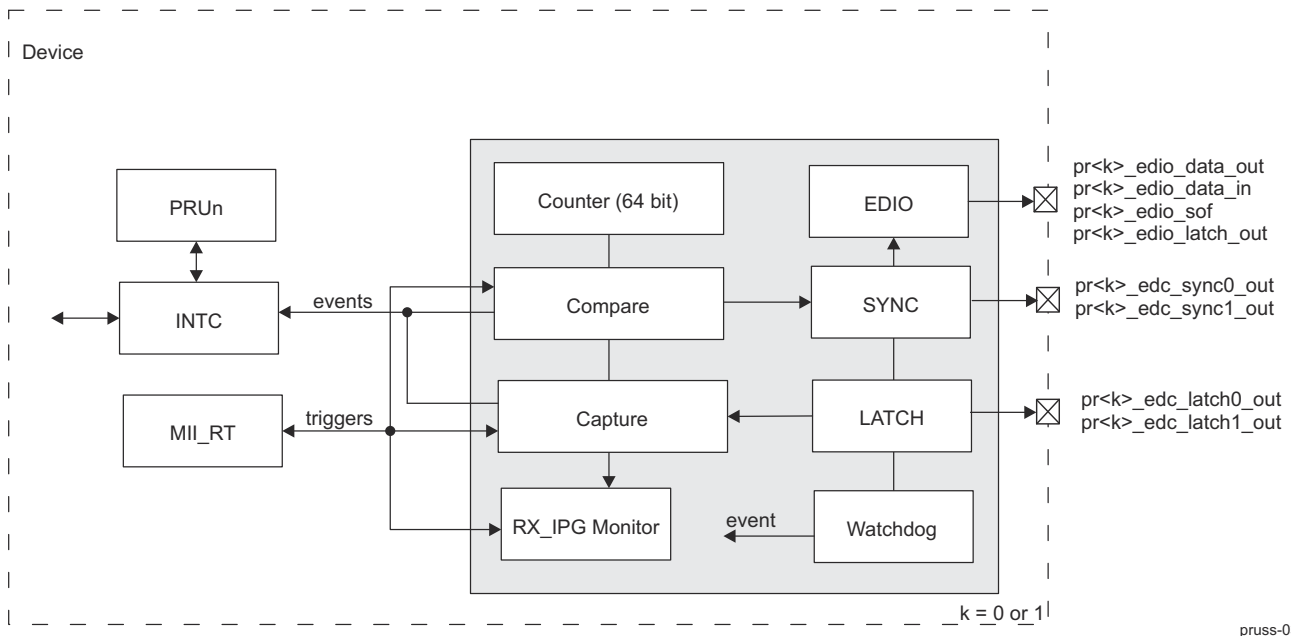 Device
PRUn
INTC
MII_RT
events
triggers
Counter (64 bit)
Compare
Capture
RX_IPG Monitor
EDIO
SYNC
LATCH
Watchdog
event
pr<k>_edio_data_out
pr<k>_edio_data_in
pr<k>_edio_sof
pr<k>_edio_latch_out
pr<k>_edc_sync0_out
pr<k>_edc_sync1_out
pr<k>_edc_latch0_out
pr<k>_edc_latch1_out
k = 0 or 1
pruss-0